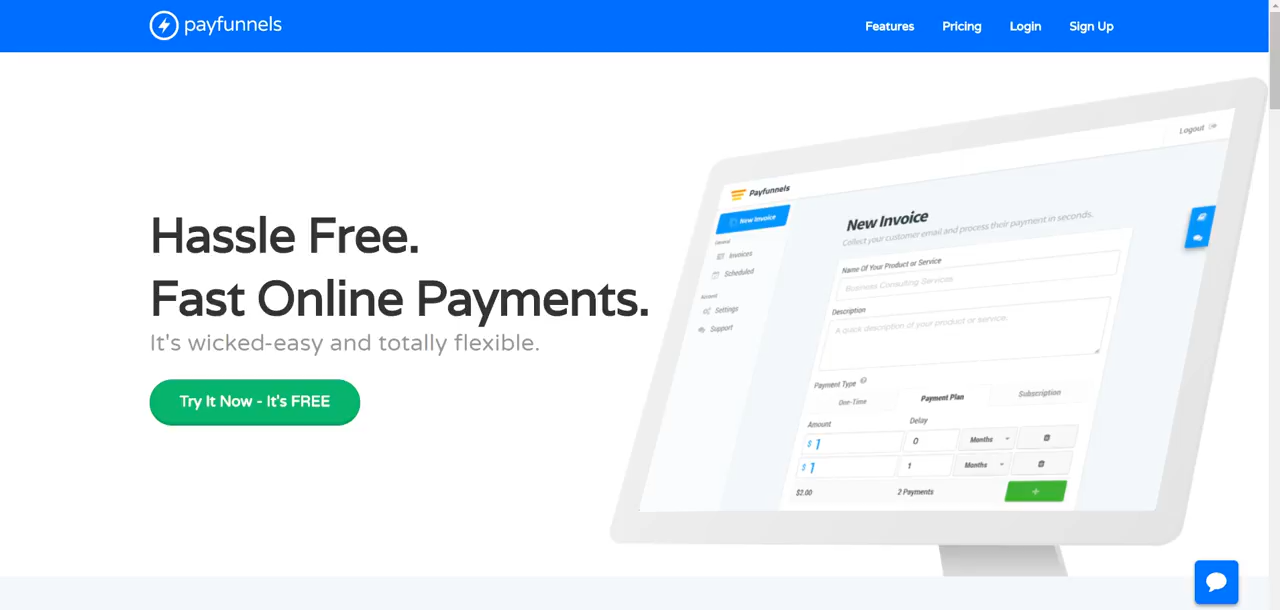 payfunnels
Features
Pricing
Login
Sign Up
Hassle Free.
Fast Online Payments.
It's wicked-easy and totally flexible.
Try It Now - It's FREE
Logout
Payfunnels
New Invoice
General
Invoices
Scheduled
Account
Settings
Support
New Invoice
Collect your customer email and process their payment in seconds.
Name Of Your Product or Service
Business Consulting Services
Description
A quick description of your product or service.
Payment Type
One-Time
Payment Plan
Subscription
Amount
Delay
$ 1
0
Months
$ 1
1
Months
$2.00
2 Payments
+